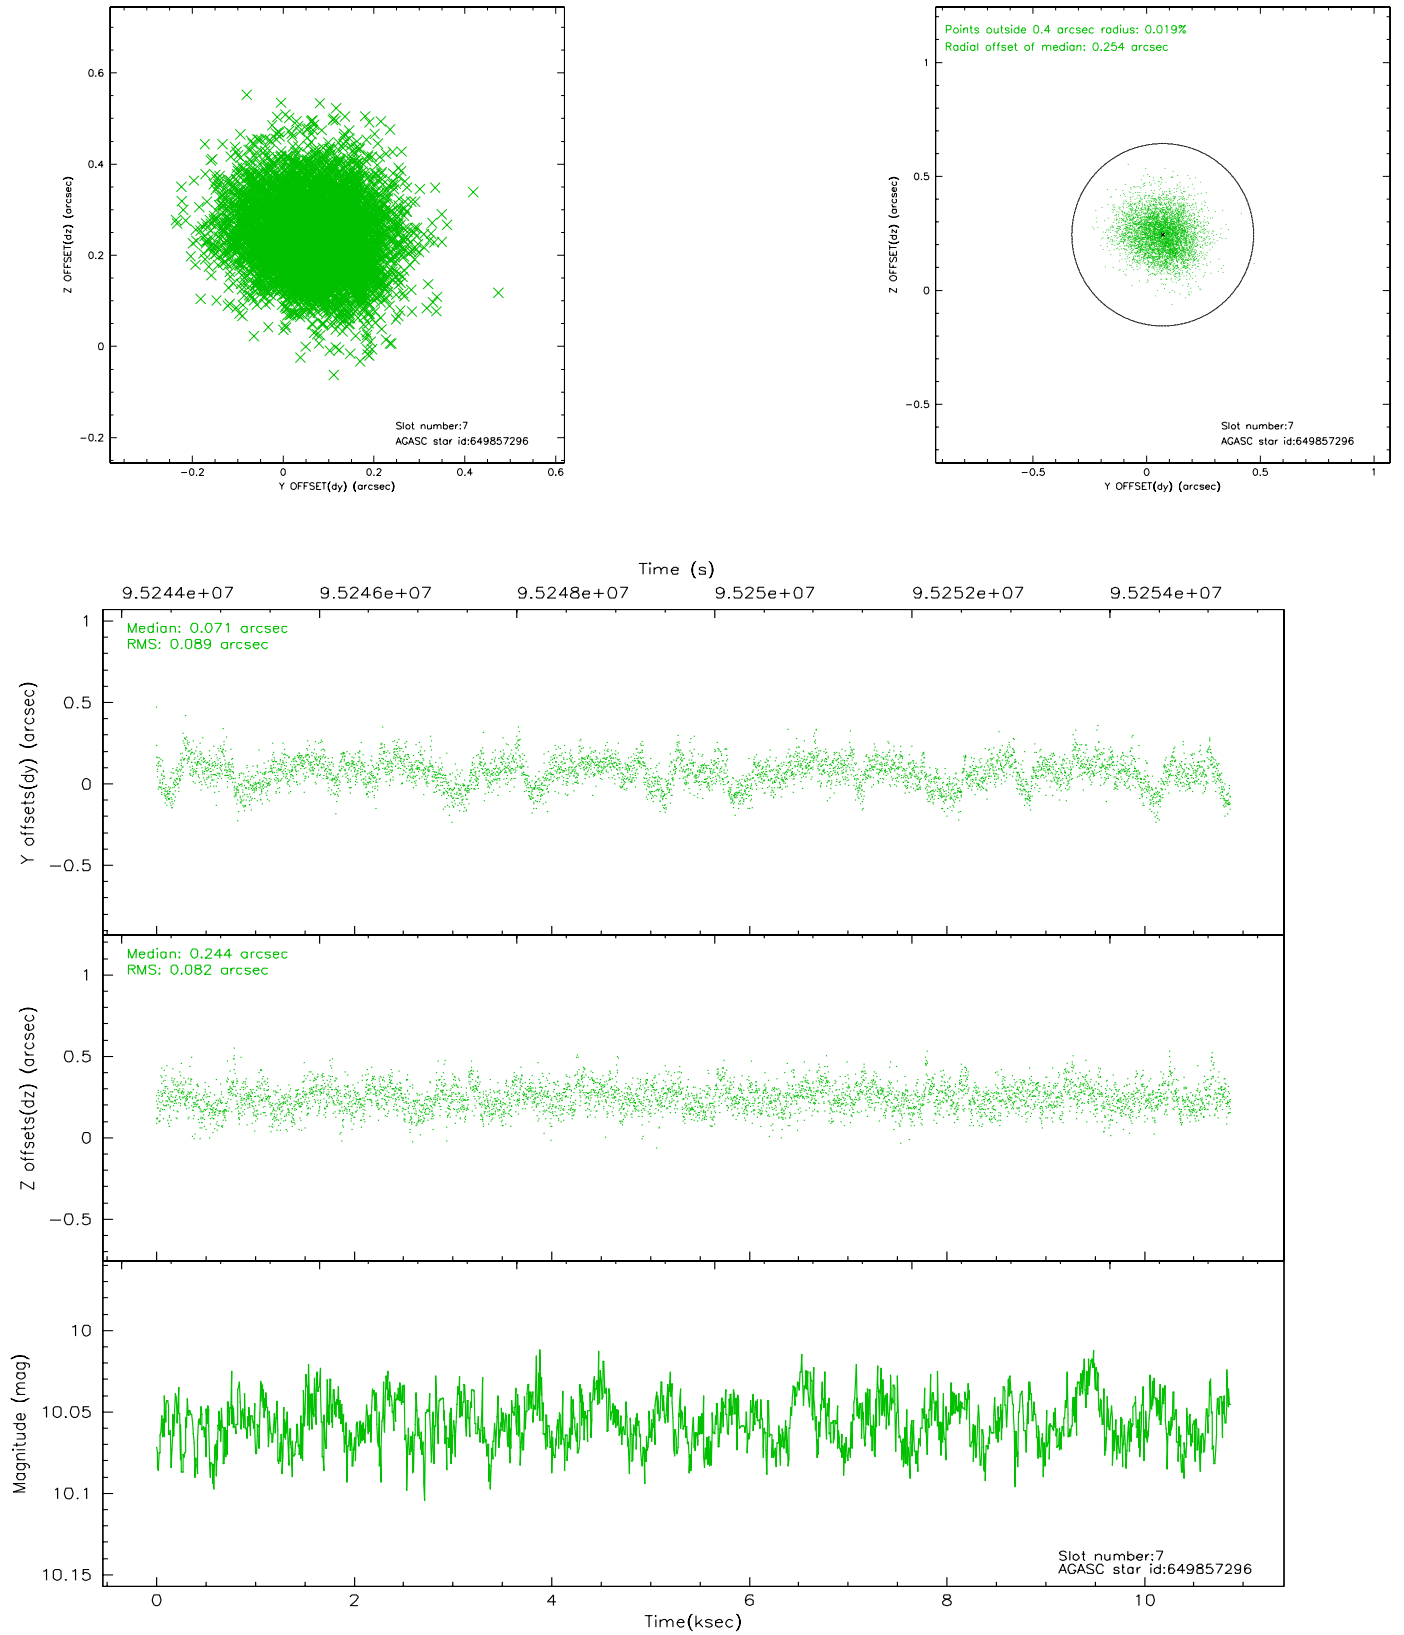 0.6
0.4
0.2
0
−0.2
Z OFFSET(dz) (arcsec)
Slot number:7
AGASC star id:649857296
−0.2 0 0.2 0.4 0.6
Y OFFSET(dy) (arcsec)
Points outside 0.4 arcsec radius: 0.019%
Radial offset of median: 0.254 arcsec
1
0.5
0
−0.5
Z OFFSET(dz) (arcsec)
Slot number:7
AGASC star id:649857296
−0.5 0 0.5 1
Y OFFSET(dy) (arcsec)
Time (s)
9.5244e+07 9.5246e+07 9.5248e+07 9.525e+07 9.5252e+07 9.5254e+07
Median: 0.071 arcsec
RMS: 0.089 arcsec
1
0.5
0
−0.5
Y offsets(dy) (arcsec)
Median: 0.244 arcsec
RMS: 0.082 arcsec
1
0.5
0
−0.5
Z offsets(dz) (arcsec)
10
10.05
10.1
10.15
Magnitude (mag)
Slot number:7
AGASC star id:649857296
0 2 4 6 8 10
Time(ksec)